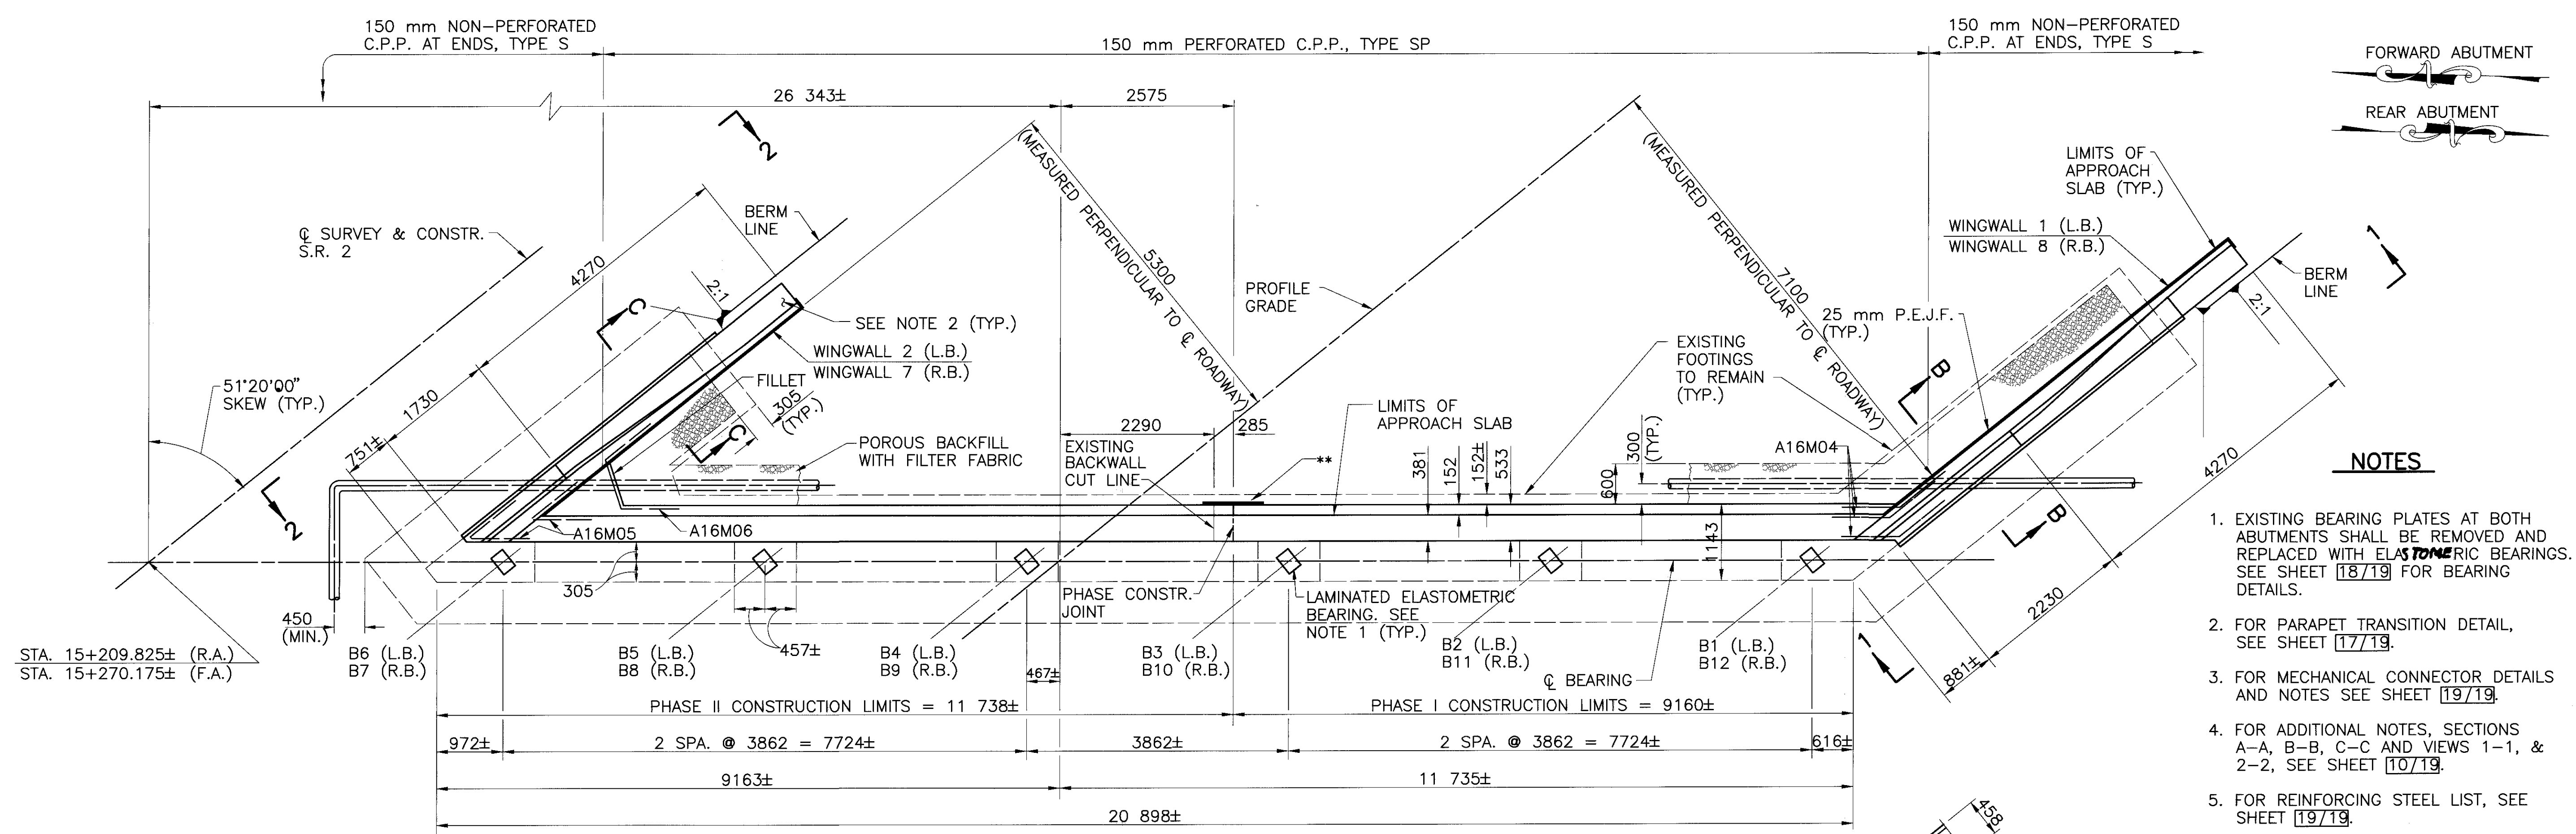 150 mm NON-PERFORATED
C.P.P. AT ENDS, TYPE S
150 mm PERFORATED C.P.P., TYPE SP
150 mm NON-PERFORATED
C.P.P. AT ENDS, TYPE S
FORWARD ABUTMENT
REAR ABUTMENT
26 343±
2575
2
(MEASURED PERPENDICULAR TO ℄ ROADWAY)
5300
(MEASURED PERPENDICULAR TO ℄ ROADWAY)
7100
LIMITS OF
APPROACH
SLAB (TYP.)
BERM
LINE
℄ SURVEY & CONSTR.
S.R. 2
4270
2:1
C
WINGWALL 1 (L.B.)
WINGWALL 8 (R.B.)
1
BERM
LINE
2:1
PROFILE
GRADE
SEE NOTE 2 (TYP.)
25 mm P.E.J.F.
(TYP.)
WINGWALL 2 (L.B.)
WINGWALL 7 (R.B.)
EXISTING
FOOTINGS
TO REMAIN
(TYP.)
B
51°20'00"
SKEW (TYP.)
FILLET
305
(TYP.)
1730
751±
C
LIMITS OF
APPROACH SLAB
2290
285
POROUS BACKFILL
WITH FILTER FABRIC
EXISTING
BACKWALL
CUT LINE
**
381
152
152±
533
600
300
(TYP.)
A16M04
4270
2
A16M05
A16M06
B
1143
305
450
(MIN.)
457±
PHASE CONSTR.
JOINT
LAMINATED ELASTOMETRIC
BEARING. SEE
NOTE 1 (TYP.)
2230
881±
1
STA. 15+209.825± (R.A.)
STA. 15+270.175± (F.A.)
B6 (L.B.)
B7 (R.B.)
B5 (L.B.)
B8 (R.B.)
B4 (L.B.)
B9 (R.B.)
B3 (L.B.)
B10 (R.B.)
B2 (L.B.)
B11 (R.B.)
B1 (L.B.)
B12 (R.B.)
467±
℄ BEARING
PHASE II CONSTRUCTION LIMITS = 11 738±
PHASE I CONSTRUCTION LIMITS = 9160±
972±
2 SPA. @ 3862 = 7724±
3862±
2 SPA. @ 3862 = 7724±
616±
9163±
11 735±
20 898±
458
NOTES
1. EXISTING BEARING PLATES AT BOTH
ABUTMENTS SHALL BE REMOVED AND
REPLACED WITH ELASTOMERIC BEARINGS.
SEE SHEET 18/19 FOR BEARING
DETAILS.
2. FOR PARAPET TRANSITION DETAIL,
SEE SHEET 17/19.
3. FOR MECHANICAL CONNECTOR DETAILS
AND NOTES SEE SHEET 19/19.
4. FOR ADDITIONAL NOTES, SECTIONS
A-A, B-B, C-C AND VIEWS 1-1, &
2-2, SEE SHEET 10/19.
5. FOR REINFORCING STEEL LIST, SEE
SHEET 19/19.